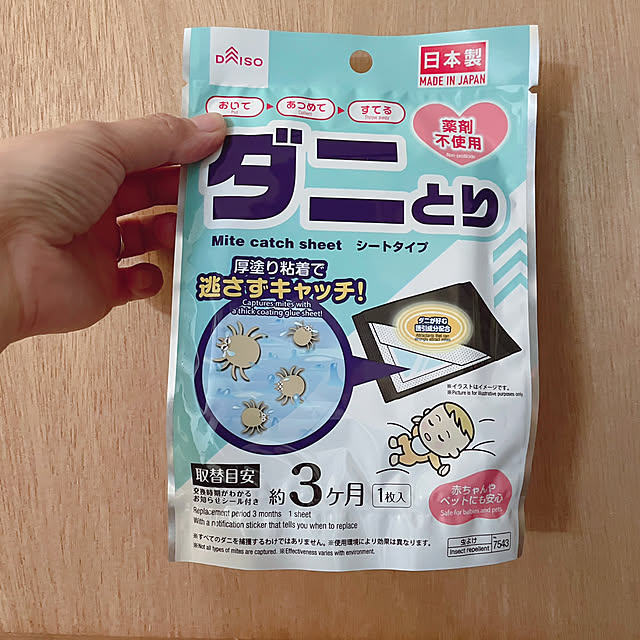 DAISO
日本製
MADE IN JAPAN
おいて
Put
あつめて
Collect
すてる
Throw away
薬剤
不使用
Non-pesticide
ダニとり
Mite catch sheet シートタイプ
厚塗り粘着で
逃さずキャッチ!
Captures mites with
a thick coating glue sheet!
ダニが好む
誘引成分配合
※イラストはイメージです。
※Picture is for illustrative purposes only
取替目安
交換時期がわかる
お知らせシール付き
約3ヶ月 1枚入
Replacement period 3 months 1 sheet
With a notification sticker that tells you when to replace
赤ちゃんや
ペットにも安心
Safe for babies and pets
※すべてのダニを捕獲するわけではありません。※使用環境により効果は異なります。
※Not all types of mites are captured. ※Effectiveness varies with environment.
虫よけ
Insect repellent
7543